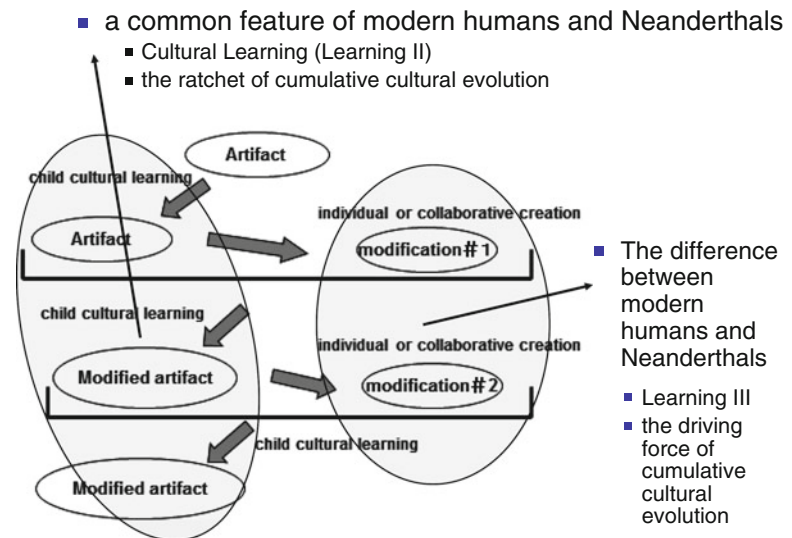 a common feature of modern humans and Neanderthals
Cultural Learning (Learning II)
the ratchet of cumulative cultural evolution
Artifact
child cultural learning
individual or collaborative creation
Artifact
modification#1
The difference
between
modern
humans and
Neanderthals
child cultural learning
individual or collaborative creation
Modified artifact
modification#2
Learning III
the driving
force of
cumulative
cultural
evolution
child cultural learning
Modified artifact